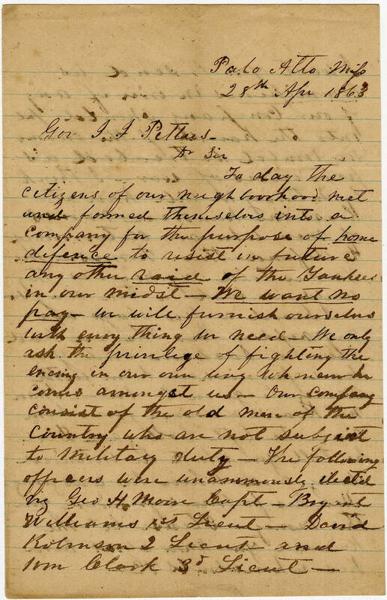 Palo Alto Miss
28th Apr 1863
Gov J J Pettus
Dr Sir
To day the
citizens of our neighborhood met
and formed themselves into a
company for the purpose of home
defence to resist in future
any other raid of the Yankees
in our midst — We want no
pay — we will furnish ourselves
with every thing we need — We only
ask the privilege of fighting the
enemy in our own way whenever he
comes amongst us — Our company
consist of the old men of the
Country who are not subject
to military duty — The following
officers were unanimously elected
viz Geo H Moore Capt — Bryant
Williams 1st Lieut — David
Robinson 2 Lieut and
Wm Clark 3d Lieut —